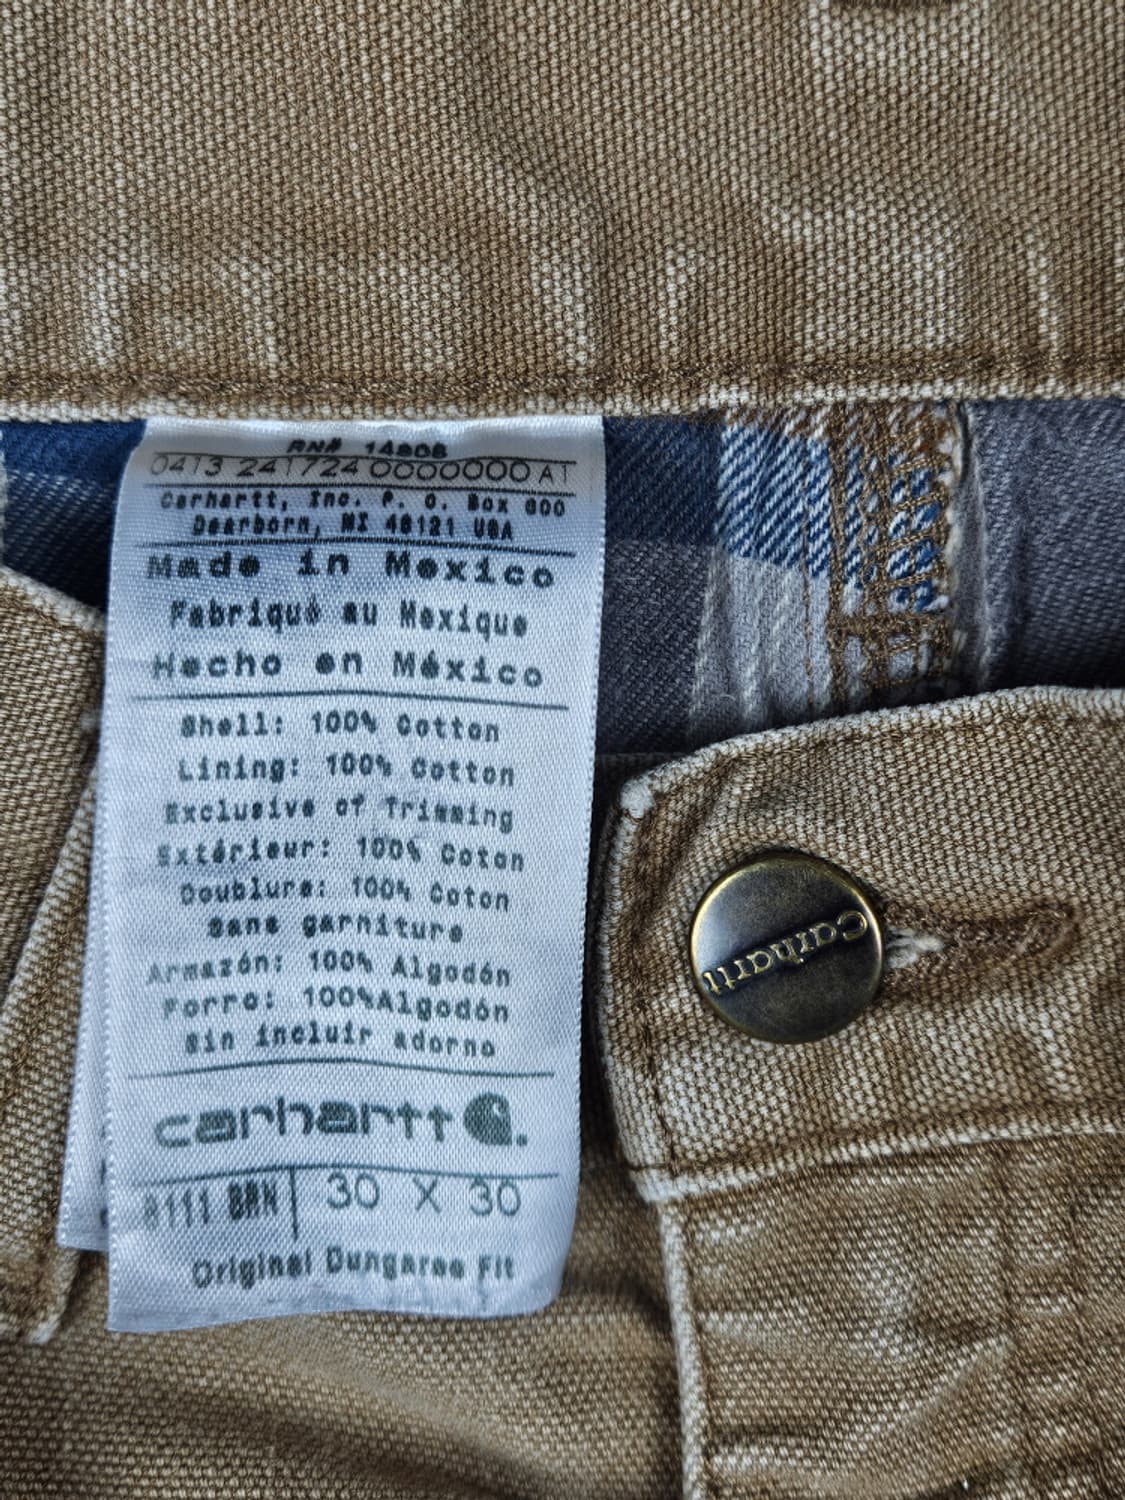 RN# 14806
0413 241724 0000000 A1
Carhartt, Inc. P. O. Box 600
Dearborn, MI 48121 USA
Made in Mexico
Fabriqué au Mexique
Hecho en México
Shell: 100% Cotton
Lining: 100% Cotton
Exclusive of Trimming
Extérieur: 100% Coton
Doublure: 100% Coton
Sans garniture
Armazón: 100% Algodón
Forro: 100%Algodón
Sin incluir adorno
carhartt
B111 BRN 30 X 30
Original Dungaree Fit
Carhartt